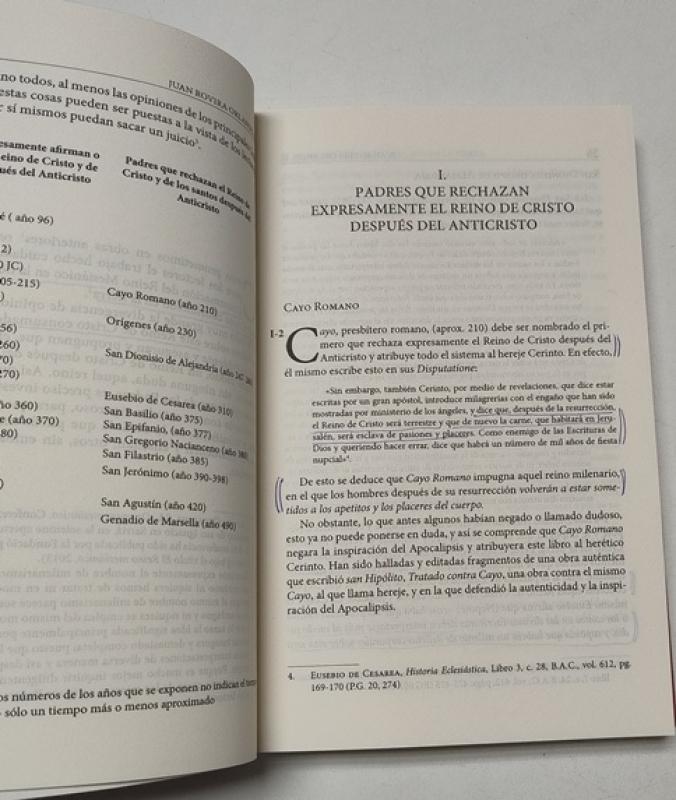 JUAN ROVIRA
no todos, al menos las opiniones de los principales
estas cosas pueden ser puestas a la vista de los
sí mismos puedan sacar un juicio³.
esamente afirman o
eino de Cristo y de
ués del Anticristo
Padres que rechazan el Reino de
Cristo y de los santos después del
Anticristo
é ( año 96)
2)
JC)
05-215)
)
56)
260)
70)
270)
ño 360)
e (año 370)
80)
)
Cayo Romano (año 210)
Orígenes (año 230)
San Dionisio de Alejandría (año
Eusebio de Cesarea (año 310)
San Basilio (año 375)
San Epifanio, (año 377)
San Gregorio Nacianceno (año
San Filastrio (año 385)
San Jerónimo (año 390-398)
San Agustín (año 420)
Genadio de Marsella (año 490)
os números de los años que se exponen no indican el
sólo un tiempo más o menos aproximado
I.
PADRES QUE RECHAZAN
EXPRESAMENTE EL REINO DE CRISTO
DESPUÉS DEL ANTICRISTO
CAYO ROMANO
1-2 Cayo, presbítero romano, (aprox. 210) debe ser nombrado el pri-
mero que rechaza expresamente el Reino de Cristo después del
Anticristo y atribuye todo el sistema al hereje Cerinto. En efecto,
él mismo escribe esto en sus Disputatione:
«Sin embargo, también Cerinto, por medio de revelaciones, que dice estar
escritas por un gran apóstol, introduce milagrerías con el engaño que han sido
mostradas por ministerio de los ángeles, y dice que, después de la resurrección,
el Reino de Cristo será terrestre y que de nuevo la carne, que habitará en Jeru-
salén, será esclava de pasiones y placeres. Como enemigo de las Escrituras de
Dios y queriendo hacer errar, dice que habrá un número de mil años de fiesta
nupcial»⁴.
De esto se deduce que Cayo Romano impugna aquel reino milenario,
en el que los hombres después de su resurrección volverán a estar some-
tidos a los apetitos y los placeres del cuerpo.
No obstante, lo que antes algunos habían negado o llamado dudoso,
esto ya no puede ponerse en duda, y así se comprende que Cayo Romano
negara la inspiración del Apocalipsis y atribuyera este libro al herético
Cerinto. Han sido halladas y editadas fragmentos de una obra auténtica
que escribió san Hipólito, Tratado contra Cayo, una obra contra el mismo
Cayo, al que llama hereje, y en la que defendió la autenticidad y la inspi-
ración del Apocalipsis.
4. EUSEBIO DE CESAREA, Historia Eclesiástica, Libro 3, c. 28, B.A.C., vol. 612, pg.
169-170 (P.G. 20, 274)